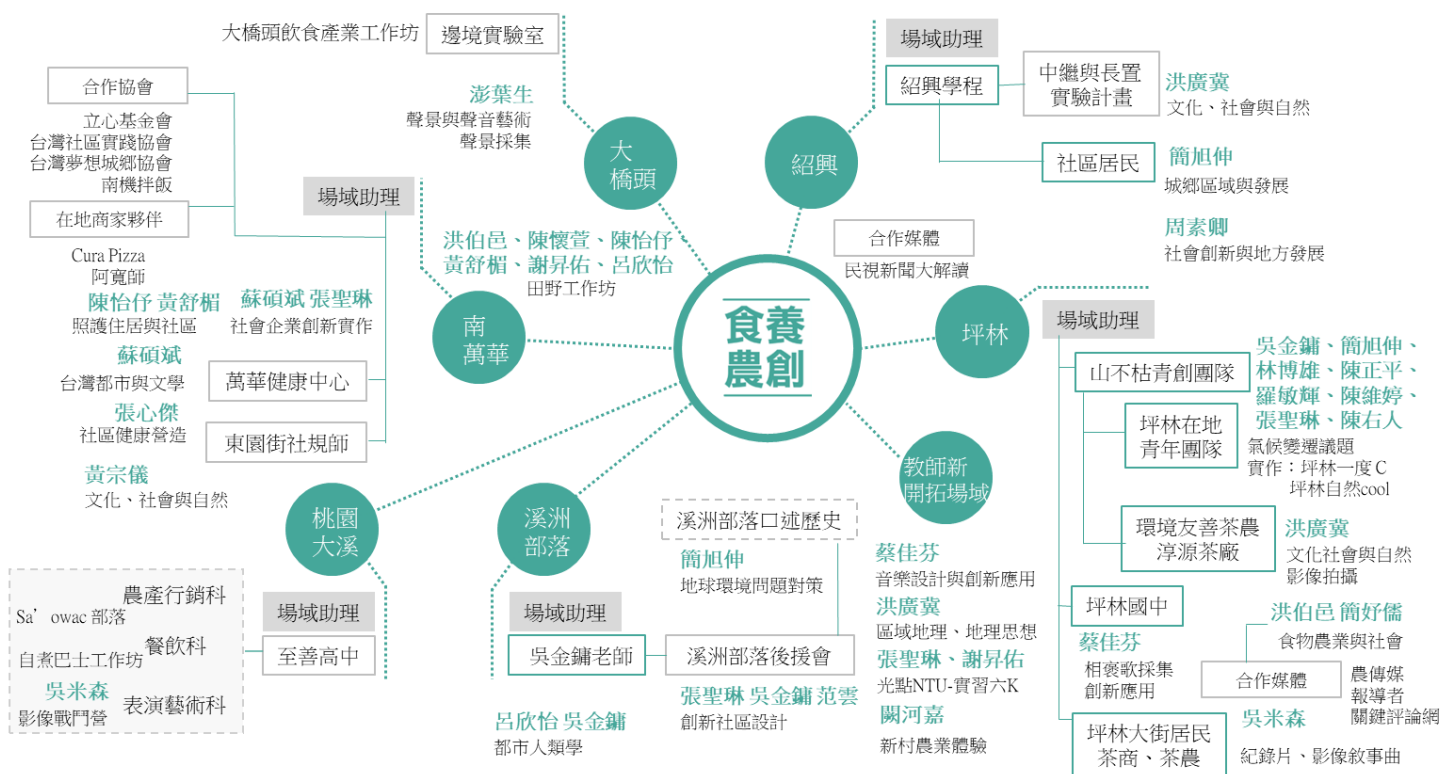 食養
農創
大橋頭飲食產業工作坊
邊境實驗室
澎葉生
聲景與聲音藝術
聲景採集
大
橋頭
場域助理
紹興學程
中繼與長置
實驗計畫
洪廣冀
文化、社會與自然
社區居民
簡旭伸
城鄉區域與發展
周素卿
社會創新與地方發展
紹興
合作媒體
民視新聞大解讀
合作協會
立心基金會
台灣社區實踐協會
台灣夢想城鄉協會
南機拌飯
在地商家夥伴
Cura Pizza
阿寬師
場域助理
洪伯邑、陳懷萱、陳怡伃
黃舒楣、謝昇佑、呂欣怡
田野工作坊
陳怡伃 黃舒楣
照護住居與社區
蘇碩斌 張聖琳
社會企業創新實作
蘇碩斌
台灣都市與文學
萬華健康中心
張心傑
社區健康營造
東園街社規師
黃宗儀
文化、社會與自然
南
萬華
坪林
場域助理
山不枯青創團隊
吳金鏞、簡旭伸、
林博雄、陳正平、
羅敏輝、陳維婷、
張聖琳、陳右人
坪林在地
青年團隊
氣候變遷議題
實作：坪林一度 C
坪林自然cool
環境友善茶農
淳源茶廠
洪廣冀
文化社會與自然
影像拍攝
坪林國中
蔡佳芬
相褒歌採集
創新應用
洪伯邑 簡妤儒
食物農業與社會
合作媒體
農傳媒
報導者
關鍵評論網
坪林大街居民
茶商、茶農
吳米森
紀錄片、影像敘事曲
教師新
開拓場域
蔡佳芬
音樂設計與創新應用
洪廣冀
區域地理、地理思想
張聖琳、謝昇佑
光點NTU-實習六K
闕河嘉
新村農業體驗
溪洲
部落
溪洲部落口述歷史
簡旭伸
地球環境問題對策
場域助理
吳金鏞老師
溪洲部落後援會
張聖琳 吳金鏞 范雲
創新社區設計
呂欣怡 吳金鏞
都市人類學
桃園
大溪
場域助理
至善高中
農產行銷科
Sa’owac 部落
餐飲科
自煮巴士工作坊
吳米森
影像戰鬥營
表演藝術科